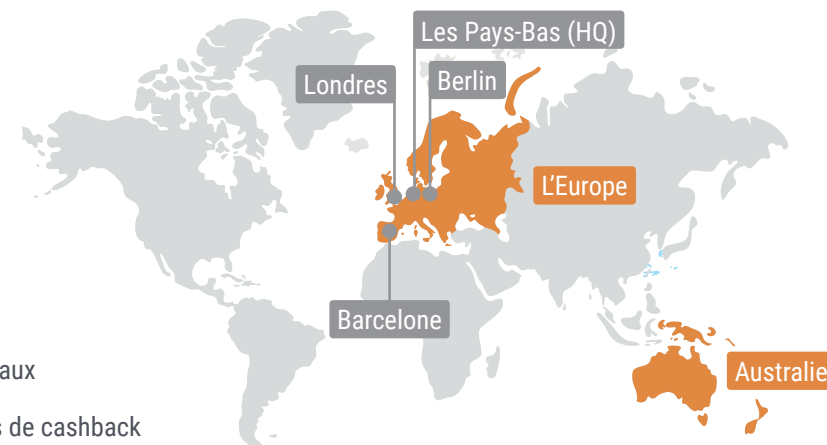 Les Pays-Bas (HQ)
Londres
Berlin
L'Europe
Barcelone
Australie
aux
de cashback